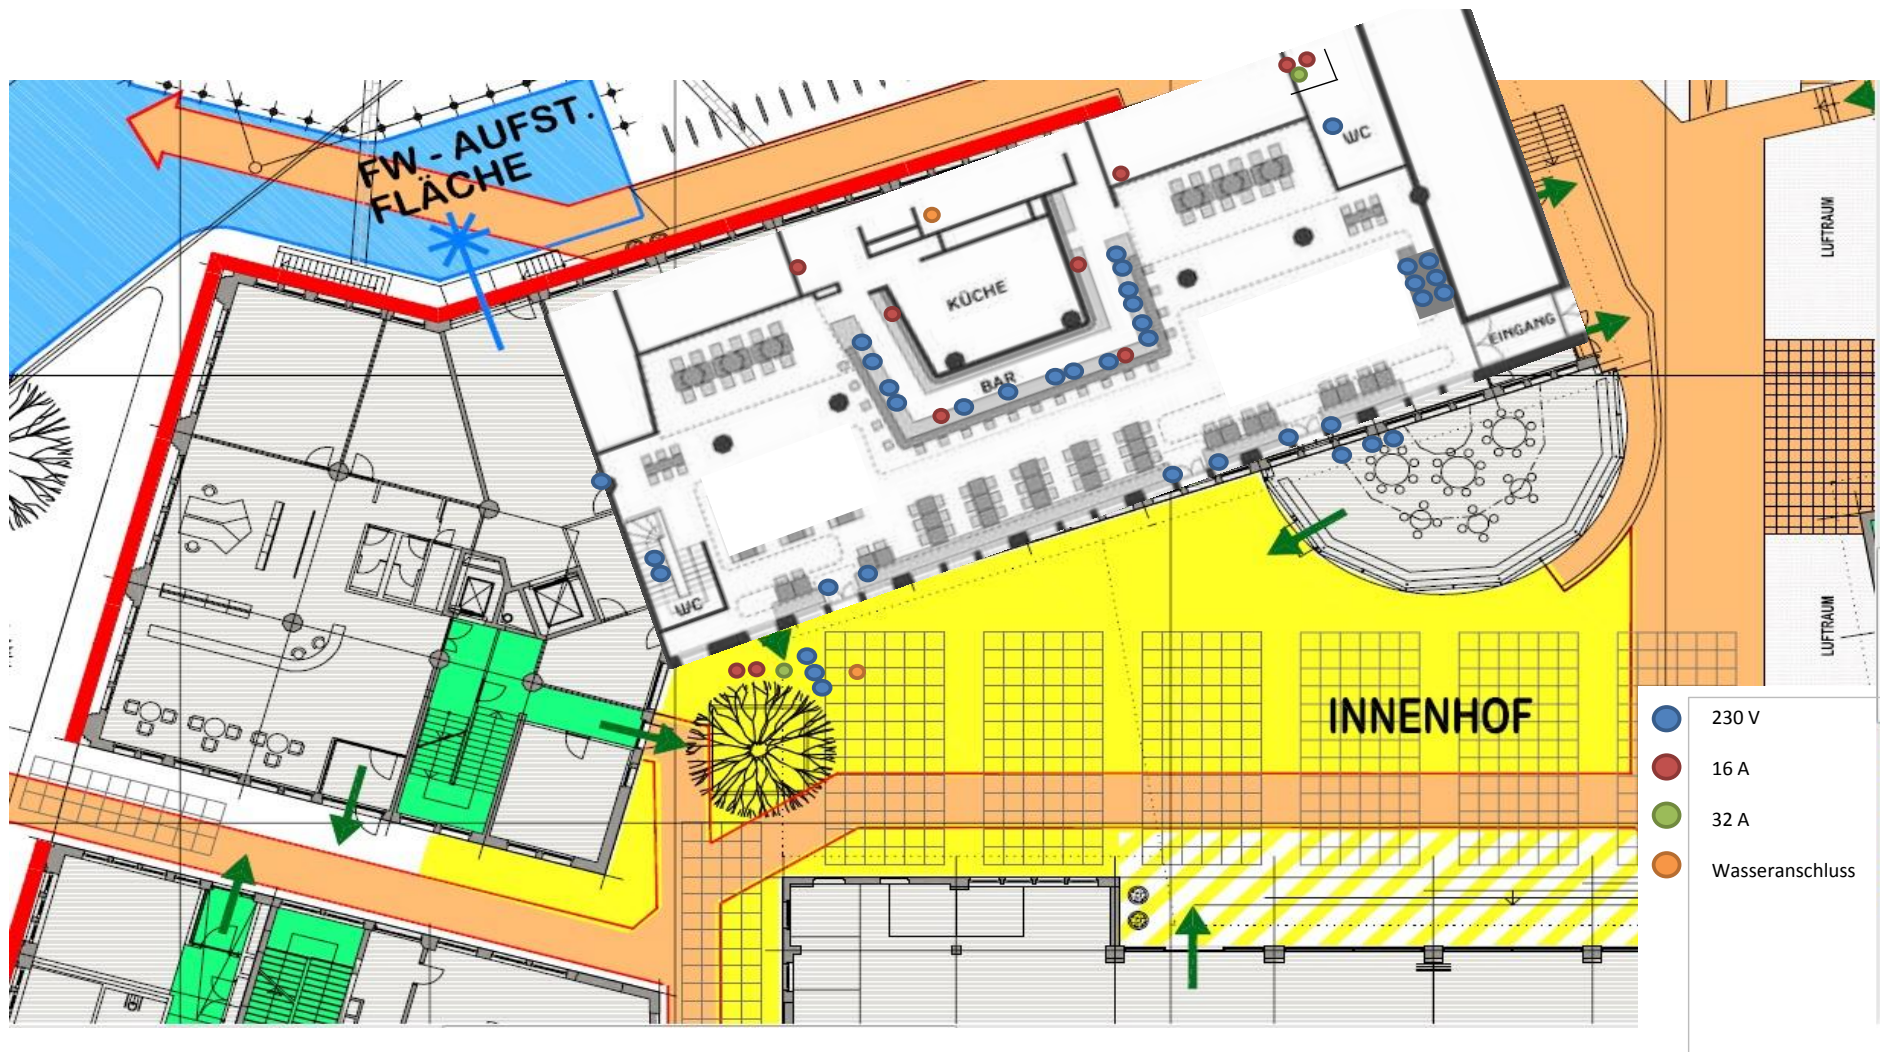 FW - AUFST.
FLÄCHE
WC
LUFTRAUM
KÜCHE
EINGANG
BAR
WC
LUFTRAUM
INNENHOF
230 V
16 A
32 A
Wasseranschluss